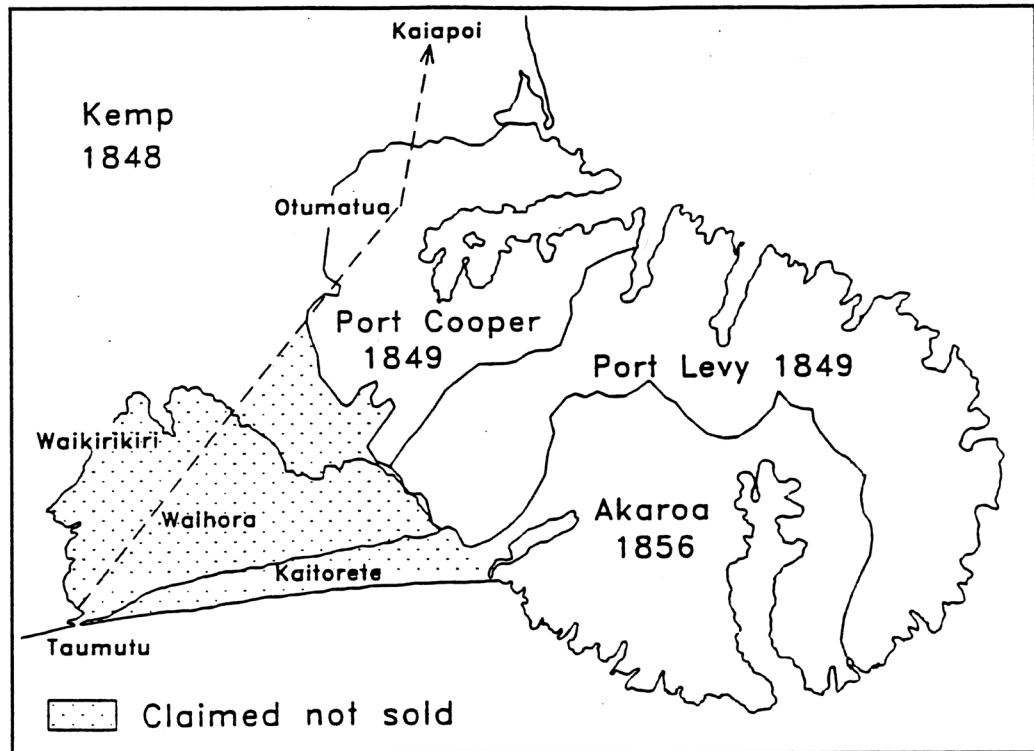 Kaiapoi
Kemp
1848
Otumatua
Port Cooper
1849
Port Levy 1849
Waikirikiri
Waihora
Akaroa
1856
Kaitorete
Taumutu
Claimed not sold